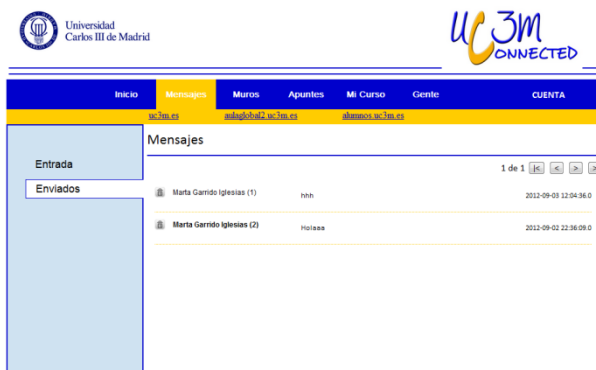 Universidad
Carlos III de Madrid
UC3M
CONNECTED
Inicio Mensajes Muros Apuntes Mi Curso Gente CUENTA
uc3m.es aulaglobal2.uc3m.es alumnos.uc3m.es
Mensajes
Entrada
Enviados
1 de 1 |< < > >
Marta Garrido Iglesias (1) hhh 2012-09-03 12:04:36.0
Marta Garrido Iglesias (2) Holaaa 2012-09-02 22:36:09.0